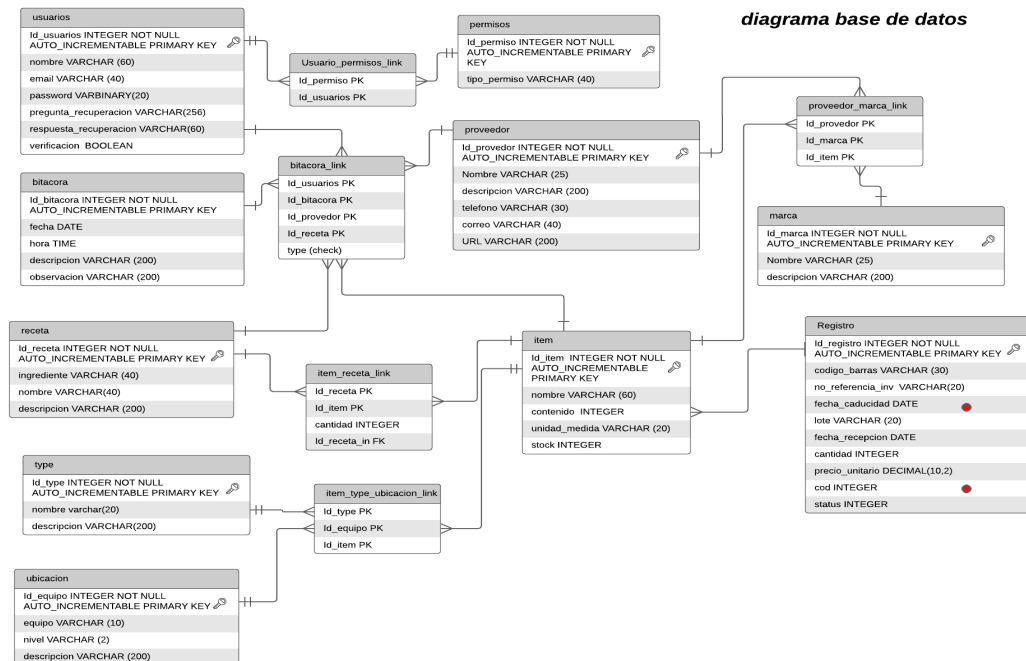 diagrama base de datos
usuarios
Id_usuarios INTEGER NOT NULL
AUTO_INCREMENTABLE PRIMARY KEY
nombre VARCHAR (60)
email VARCHAR (40)
password VARBINARY(20)
pregunta_recuperacion VARCHAR(256)
respuesta_recuperacion VARCHAR(60)
verificacion BOOLEAN
Usuario_permisos_link
Id_permiso PK
Id_usuarios PK
permisos
Id_permiso INTEGER NOT NULL
AUTO_INCREMENTABLE PRIMARY
KEY
tipo_permiso VARCHAR (40)
proveedor_marca_link
Id_provedor PK
Id_marca PK
Id_item PK
bitacora
Id_bitacora INTEGER NOT NULL
AUTO_INCREMENTABLE PRIMARY KEY
fecha DATE
hora TIME
descripcion VARCHAR (200)
observacion VARCHAR (200)
bitacora_link
Id_usuarios PK
Id_bitacora PK
Id_provedor PK
Id_receta PK
type (check)
proveedor
Id_provedor INTEGER NOT NULL
AUTO_INCREMENTABLE PRIMARY KEY
Nombre VARCHAR (25)
descripcion VARCHAR (200)
telefono VARCHAR (30)
correo VARCHAR (40)
URL VARCHAR (200)
marca
Id_marca INTEGER NOT NULL
AUTO_INCREMENTABLE PRIMARY KEY
Nombre VARCHAR (25)
descripcion VARCHAR (200)
receta
Id_receta INTEGER NOT NULL
AUTO_INCREMENTABLE PRIMARY KEY
ingrediente VARCHAR (40)
nombre VARCHAR(40)
descripcion VARCHAR (200)
item_receta_link
Id_receta PK
Id_item PK
cantidad INTEGER
Id_receta_in FK
item
Id_item INTEGER NOT NULL
AUTO_INCREMENTABLE
PRIMARY KEY
nombre VARCHAR (60)
contenido INTEGER
unidad_medida VARCHAR (20)
stock INTEGER
Registro
Id_registro INTEGER NOT NULL
AUTO_INCREMENTABLE PRIMARY KEY
codigo_barras VARCHAR (30)
no_referencia_inv VARCHAR(20)
fecha_caducidad DATE
lote VARCHAR (20)
fecha_recepcion DATE
cantidad INTEGER
precio_unitario DECIMAL(10,2)
cod INTEGER
status INTEGER
type
Id_type INTEGER NOT NULL
AUTO_INCREMENTABLE PRIMARY KEY
nombre varchar(20)
descripcion VARCHAR(200)
item_type_ubicacion_link
Id_type PK
Id_equipo PK
Id_item PK
ubicacion
Id_equipo INTEGER NOT NULL
AUTO_INCREMENTABLE PRIMARY KEY
equipo VARCHAR (10)
nivel VARCHAR (2)
descripcion VARCHAR (200)